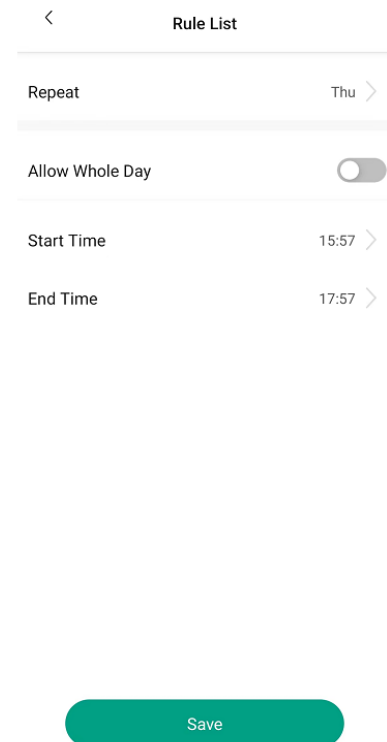 Rule List
Repeat Thu
Allow Whole Day
Start Time 15:57
End Time 17:57
Save